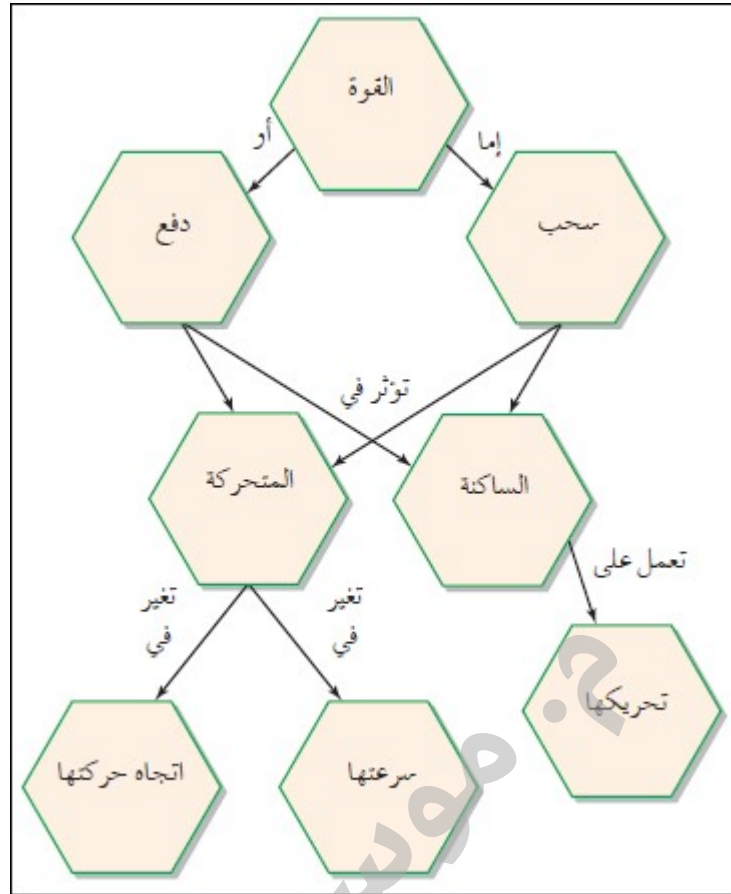 القوة
إما
أو
سحب
دفع
تؤثر في
الساكنة
المتحركة
تعمل على
تغير
في
تغير
في
تحريكها
سرعتها
اتجاه حركتها